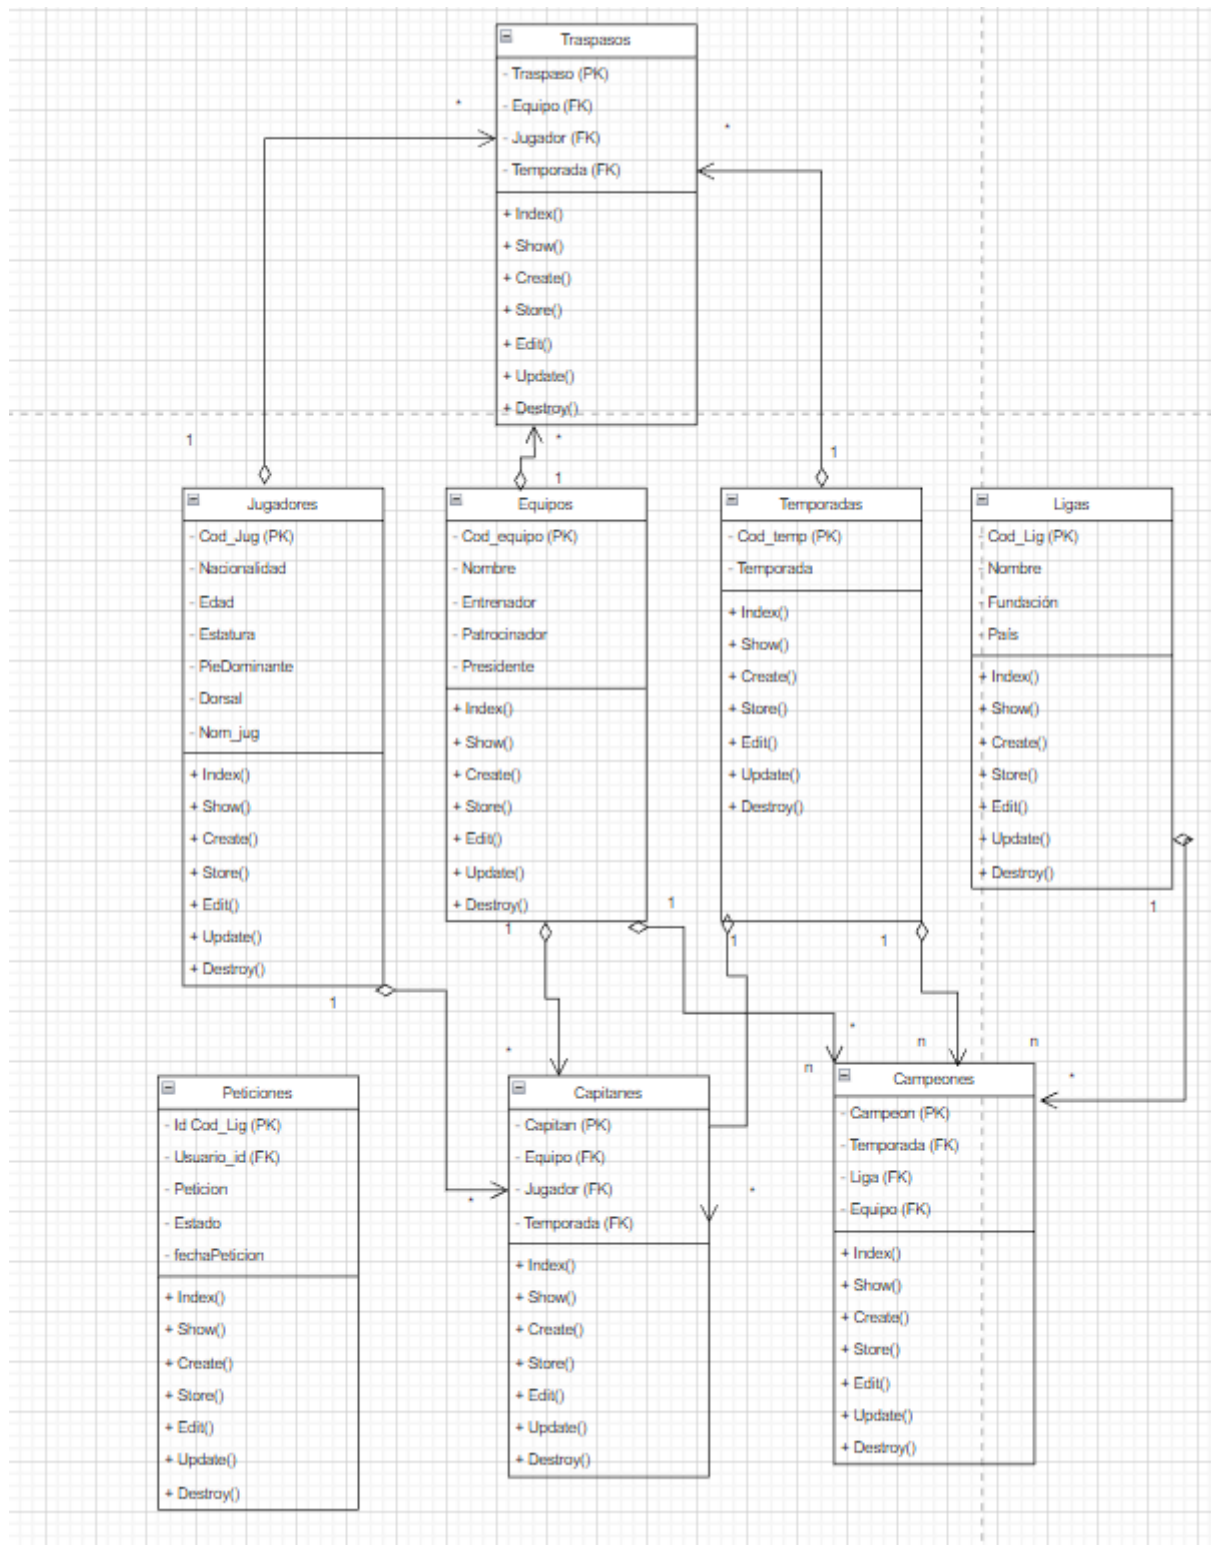 Traspasos
- Traspaso (PK)
- Equipo (FK)
- Jugador (FK)
- Temporada (FK)
+ Index()
+ Show()
+ Create()
+ Store()
+ Edit()
+ Update()
+ Destroy()
*
*
1
*
1
1
Jugadores
- Cod_Jug (PK)
- Nacionalidad
- Edad
- Estatura
- PieDominante
- Dorsal
- Nom_jug
+ Index()
+ Show()
+ Create()
+ Store()
+ Edit()
+ Update()
+ Destroy()
Equipos
- Cod_equipo (PK)
- Nombre
- Entrenador
- Patrocinador
- Presidente
+ Index()
+ Show()
+ Create()
+ Store()
+ Edit()
+ Update()
+ Destroy()
Temporadas
- Cod_temp (PK)
- Temporada
+ Index()
+ Show()
+ Create()
+ Store()
+ Edit()
+ Update()
+ Destroy()
Ligas
- Cod_Lig (PK)
- Nombre
- Fundación
- País
+ Index()
+ Show()
+ Create()
+ Store()
+ Edit()
+ Update()
+ Destroy()
1
1
1
1
1
1
*
*
n
n
n
*
*
*
Peticiones
- Id Cod_Lig (PK)
- Usuario_id (FK)
- Peticion
- Estado
- fechaPeticion
+ Index()
+ Show()
+ Create()
+ Store()
+ Edit()
+ Update()
+ Destroy()
Capitanes
- Capitan (PK)
- Equipo (FK)
- Jugador (FK)
- Temporada (FK)
+ Index()
+ Show()
+ Create()
+ Store()
+ Edit()
+ Update()
+ Destroy()
Campeones
- Campeon (PK)
- Temporada (FK)
- Liga (FK)
- Equipo (FK)
+ Index()
+ Show()
+ Create()
+ Store()
+ Edit()
+ Update()
+ Destroy()